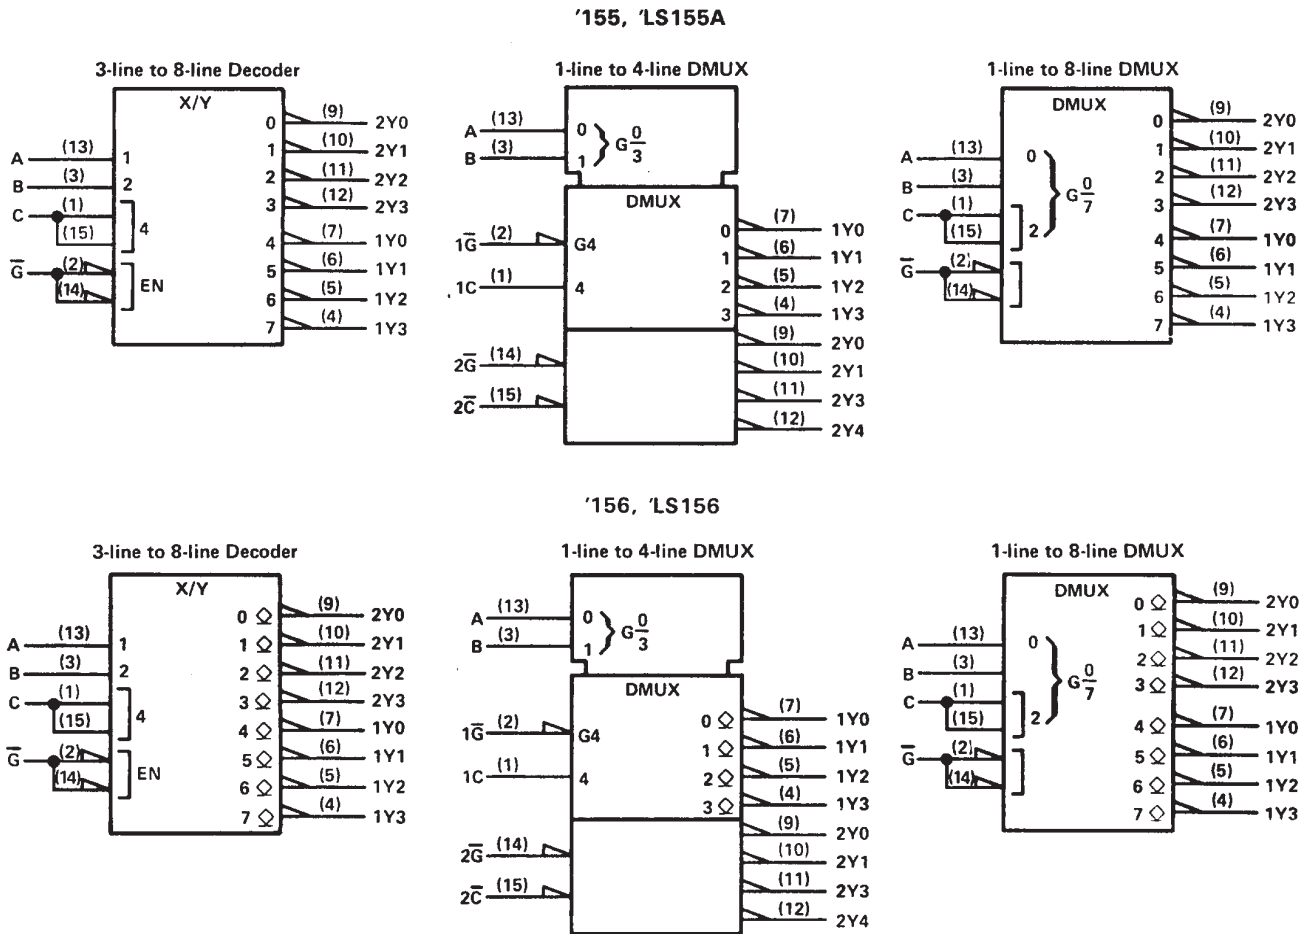 '155, 'LS155A
3-line to 8-line Decoder
X/Y
A (13) 1
B (3) 2
C (1)
(15) 4
G̅ (2)
(14) EN
0 (9) 2Y0
1 (10) 2Y1
2 (11) 2Y2
3 (12) 2Y3
4 (7) 1Y0
5 (6) 1Y1
6 (5) 1Y2
7 (4) 1Y3
1-line to 4-line DMUX
A (13) 0
B (3) 1
} G 0/3
DMUX
1G̅ (2) G4
1C (1) 4
2G̅ (14)
2C̅ (15)
0 (7) 1Y0
1 (6) 1Y1
2 (5) 1Y2
3 (4) 1Y3
(9) 2Y0
(10) 2Y1
(11) 2Y3
(12) 2Y4
1-line to 8-line DMUX
DMUX
A (13) 0
B (3)
C (1)
(15) 2
} G 0/7
G̅ (2)
(14)
0 (9) 2Y0
1 (10) 2Y1
2 (11) 2Y2
3 (12) 2Y3
4 (7) 1Y0
5 (6) 1Y1
6 (5) 1Y2
7 (4) 1Y3
'156, 'LS156
3-line to 8-line Decoder
X/Y
A (13) 1
B (3) 2
C (1)
(15) 4
G̅ (2)
(14) EN
0 ◇ (9) 2Y0
1 ◇ (10) 2Y1
2 ◇ (11) 2Y2
3 ◇ (12) 2Y3
4 ◇ (7) 1Y0
5 ◇ (6) 1Y1
6 ◇ (5) 1Y2
7 ◇ (4) 1Y3
1-line to 4-line DMUX
A (13) 0
B (3) 1
} G 0/3
DMUX
1G̅ (2) G4
1C (1) 4
2G̅ (14)
2C̅ (15)
0 ◇ (7) 1Y0
1 ◇ (6) 1Y1
2 ◇ (5) 1Y2
3 ◇ (4) 1Y3
(9) 2Y0
(10) 2Y1
(11) 2Y3
(12) 2Y4
1-line to 8-line DMUX
DMUX
A (13) 0
B (3)
C (1)
(15) 2
} G 0/7
G̅ (2)
(14)
0 ◇ (9) 2Y0
1 ◇ (10) 2Y1
2 ◇ (11) 2Y2
3 ◇ (12) 2Y3
4 ◇ (7) 1Y0
5 ◇ (6) 1Y1
6 ◇ (5) 1Y2
7 ◇ (4) 1Y3